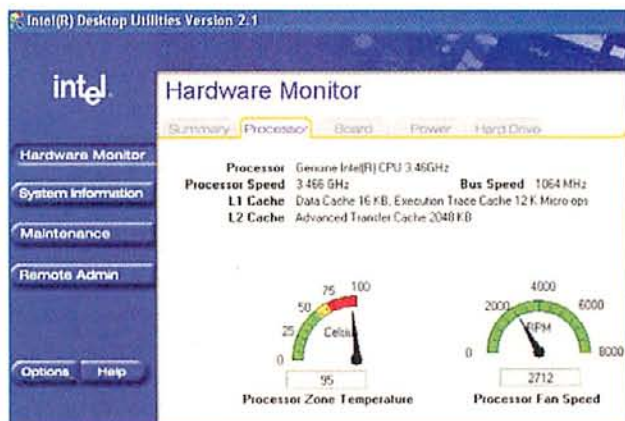 Intel(R) Desktop Utilities Version 2.1
intel
Hardware Monitor
Summary Processor Board Power Hard Drive
Hardware Monitor
System Information
Maintenance
Remote Admin
Options Help
Processor Genuine Intel(R) CPU 3.46GHz
Processor Speed 3.466 GHz Bus Speed 1064 MHz
L1 Cache Data Cache 16 KB, Execution Trace Cache 12 K Micro-ops
L2 Cache Advanced Transfer Cache 2048 KB
0 25 50 75 100
Celsius
95
Processor Zone Temperature
0 2000 4000 6000 8000
RPM
2712
Processor Fan Speed